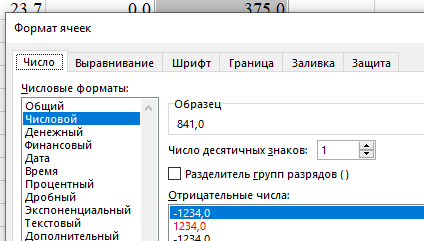 23.7 0.0 375.0
Формат ячеек
Число Выравнивание Шрифт Граница Заливка Защита
Числовые форматы:
Общий
Числовой
Денежный
Финансовый
Дата
Время
Процентный
Дробный
Экспоненциальный
Текстовый
Дополнительный
Образец
841,0
Число десятичных знаков: 1
Разделитель групп разрядов ( )
Отрицательные числа:
-1234,0
1234,0
-1234,0